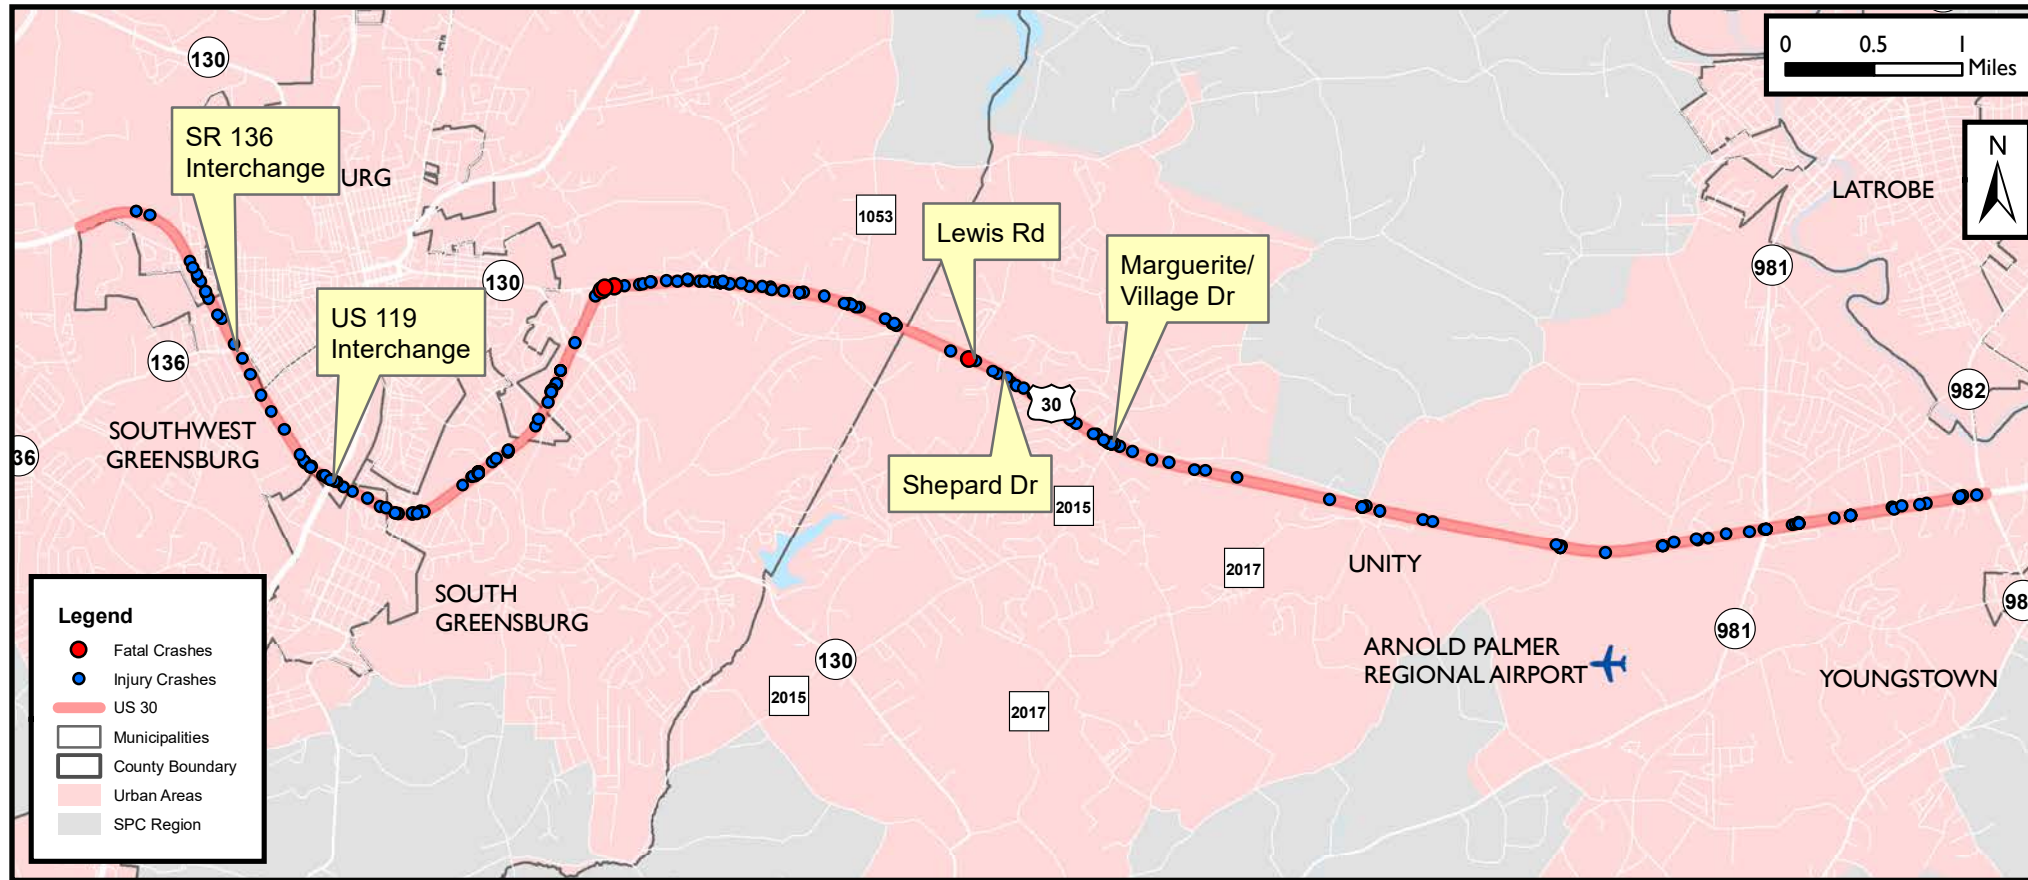 130
SR 136
Interchange
URG
0 0.5 1
Miles
N
LATROBE
1053
Lewis Rd
Marguerite/
Village Dr
981
130
US 119
Interchange
136
982
30
SOUTHWEST
GREENSBURG
36
Shepard Dr
2015
2017
UNITY
SOUTH
GREENSBURG
98
981
ARNOLD PALMER
REGIONAL AIRPORT
130
YOUNGSTOWN
2015
2017
Legend
Fatal Crashes
Injury Crashes
US 30
Municipalities
County Boundary
Urban Areas
SPC Region